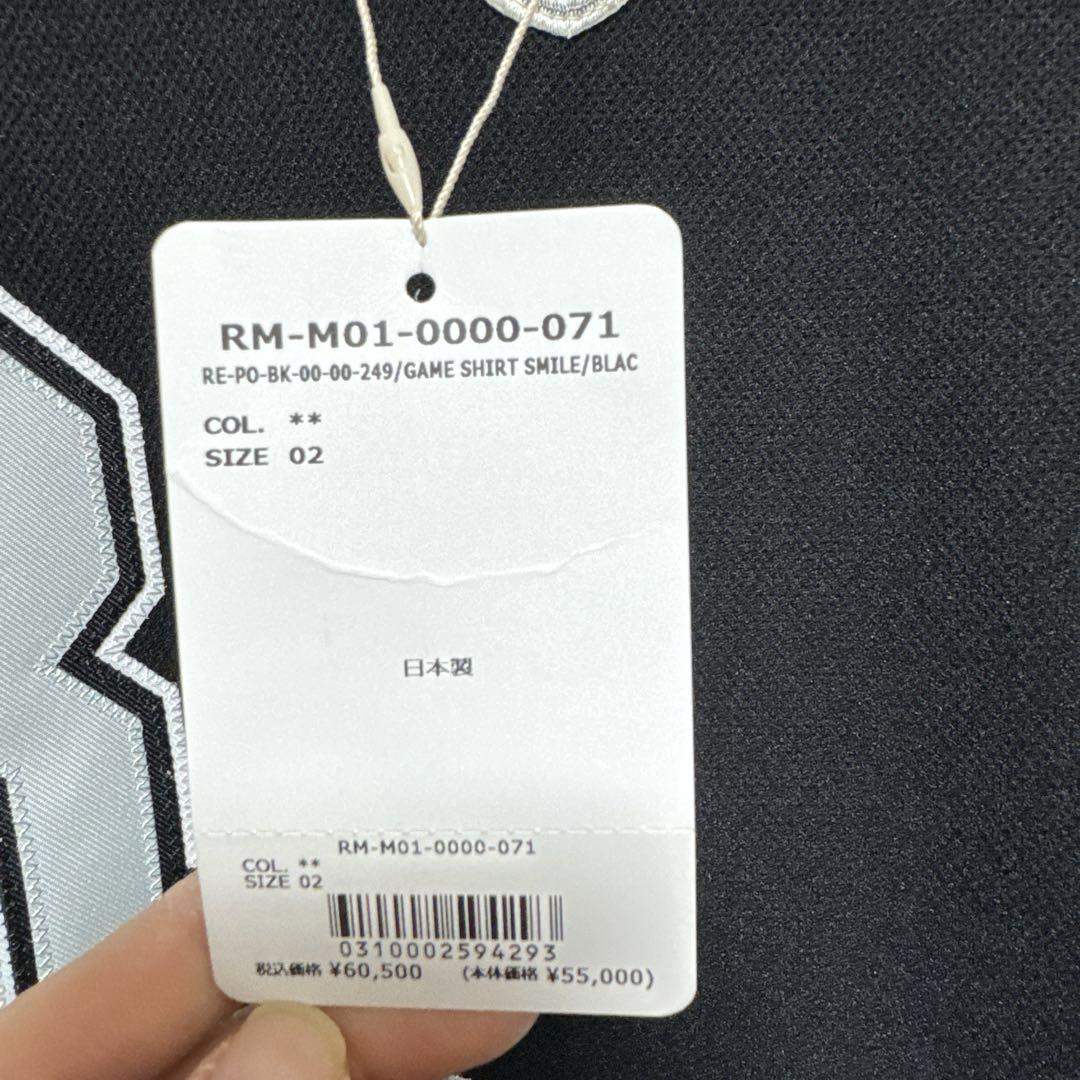 RM-M01-0000-071
RE-PO-BK-00-00-249/GAME SHIRT SMILE/BLAC
COL. **
SIZE 02
日本製
RM-M01-0000-071
COL. **
SIZE 02
0310002594293
税込価格 ¥60,500 (本体価格 ¥55,000)